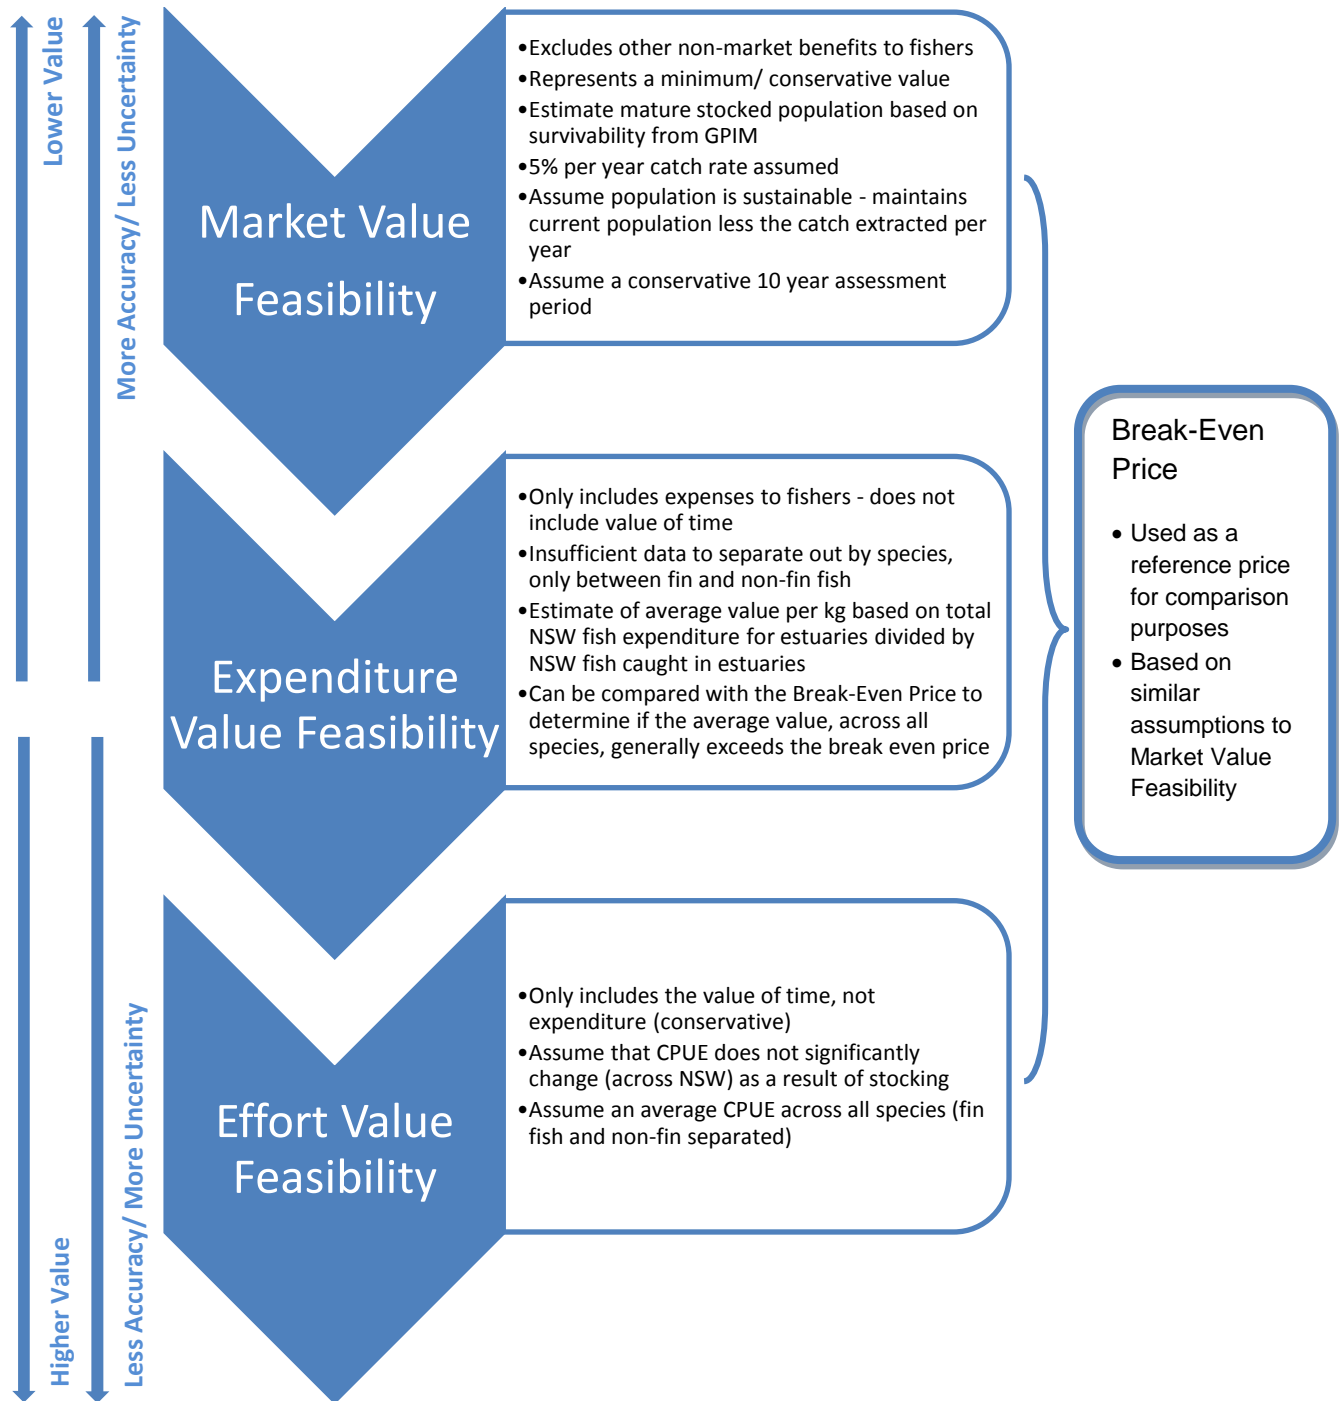 Lower Value
More Accuracy/ Less Uncertainty
Market Value
Feasibility
•Excludes other non-market benefits to fishers
•Represents a minimum/ conservative value
•Estimate mature stocked population based on
survivability from GPIM
•5% per year catch rate assumed
•Assume population is sustainable - maintains
current population less the catch extracted per
year
•Assume a conservative 10 year assessment
period
Expenditure
Value Feasibility
•Only includes expenses to fishers - does not
include value of time
•Insufficient data to separate out by species,
only between fin and non-fin fish
•Estimate of average value per kg based on total
NSW fish expenditure for estuaries divided by
NSW fish caught in estuaries
•Can be compared with the Break-Even Price to
determine if the average value, across all
species, generally exceeds the break even price
Higher Value
Less Accuracy/ More Uncertainty
Effort Value
Feasibility
•Only includes the value of time, not
expenditure (conservative)
•Assume that CPUE does not significantly
change (across NSW) as a result of stocking
•Assume an average CPUE across all species (fin
fish and non-fin separated)
Break-Even
Price
• Used as a
reference price
for comparison
purposes
• Based on
similar
assumptions to
Market Value
Feasibility